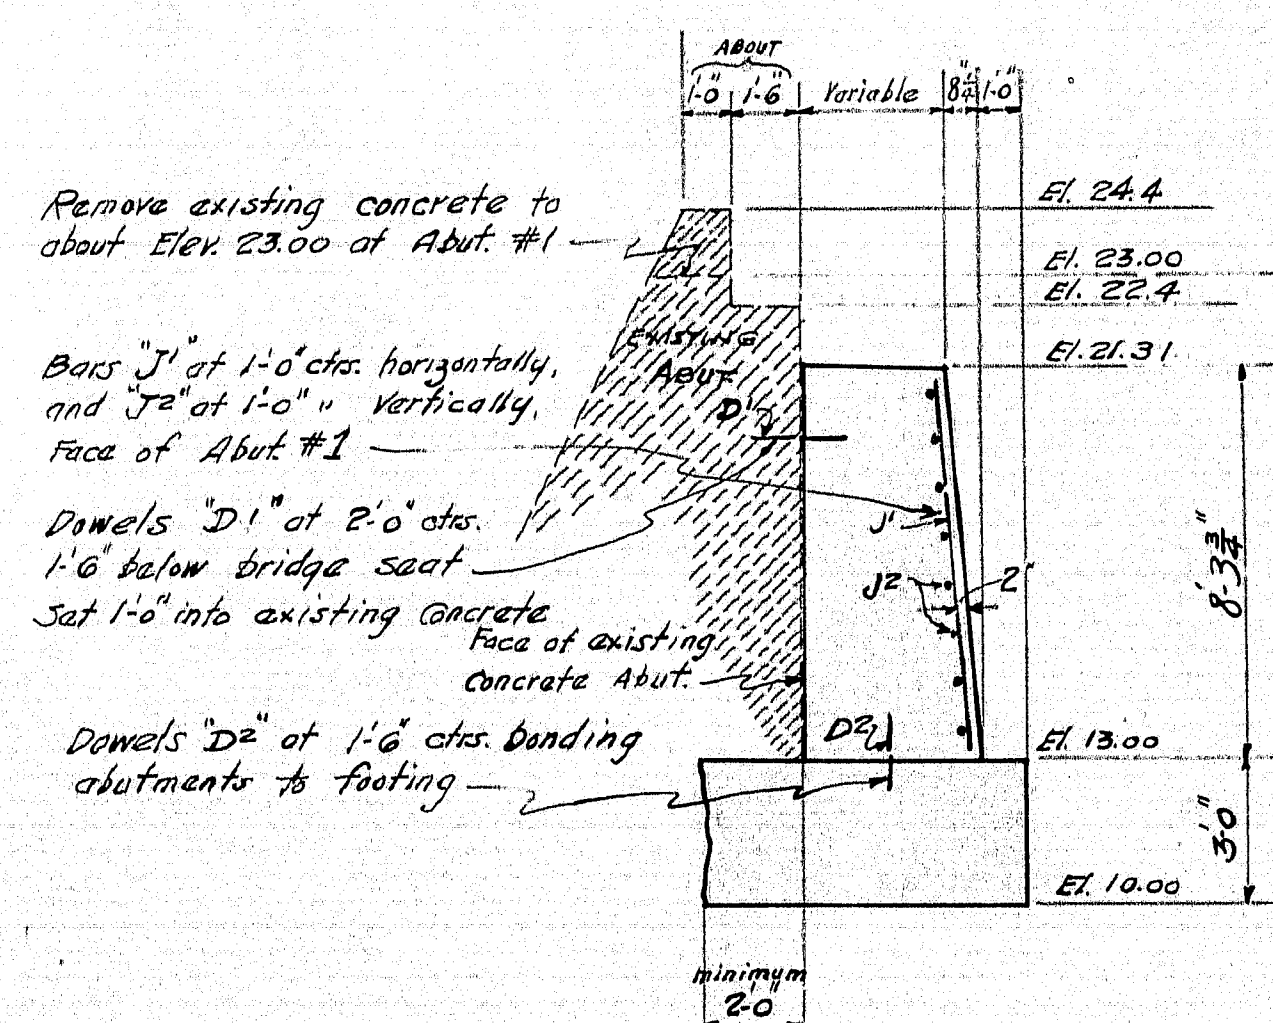 ABOUT
1'-0" 1'-6" Variable 8¼" 1'-0"
El. 24.4
Remove existing concrete to
about Elev. 23.00 at Abut. #1
El. 23.00
El. 22.4
EXISTING
ABUT
El. 21.31
Bars "J1" at 1'-0" ctrs. horizontally,
and "J2" at 1'-0" " Vertically,
Face of Abut #1
D1
Dowels "D1" at 2'-0" ctrs.
1'-6" below bridge seat
Set 1'-0" into existing Concrete
J1
J2
2"
8'-3¾"
Face of existing
Concrete Abut.
Dowels "D2" at 1'-6" ctrs. bonding
abutments to footing
D2
El. 13.00
3'-0"
El. 10.00
minimum
2'-0"